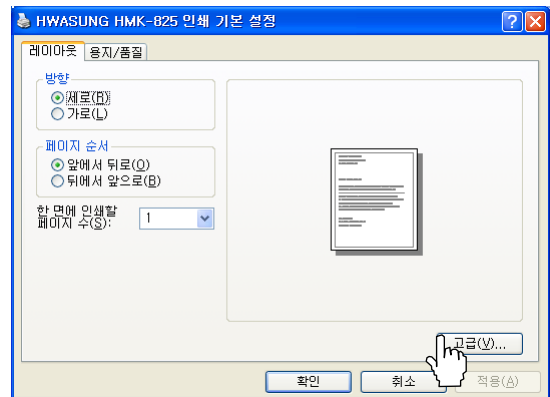 HWASUNG HMK-825 인쇄 기본 설정
레이아웃 용지/품질
방향
세로(R)
가로(L)
페이지 순서
앞에서 뒤로(O)
뒤에서 앞으로(B)
한 면에 인쇄할
페이지 수(S): 1
고급(V)...
확인 취소 적용(A)